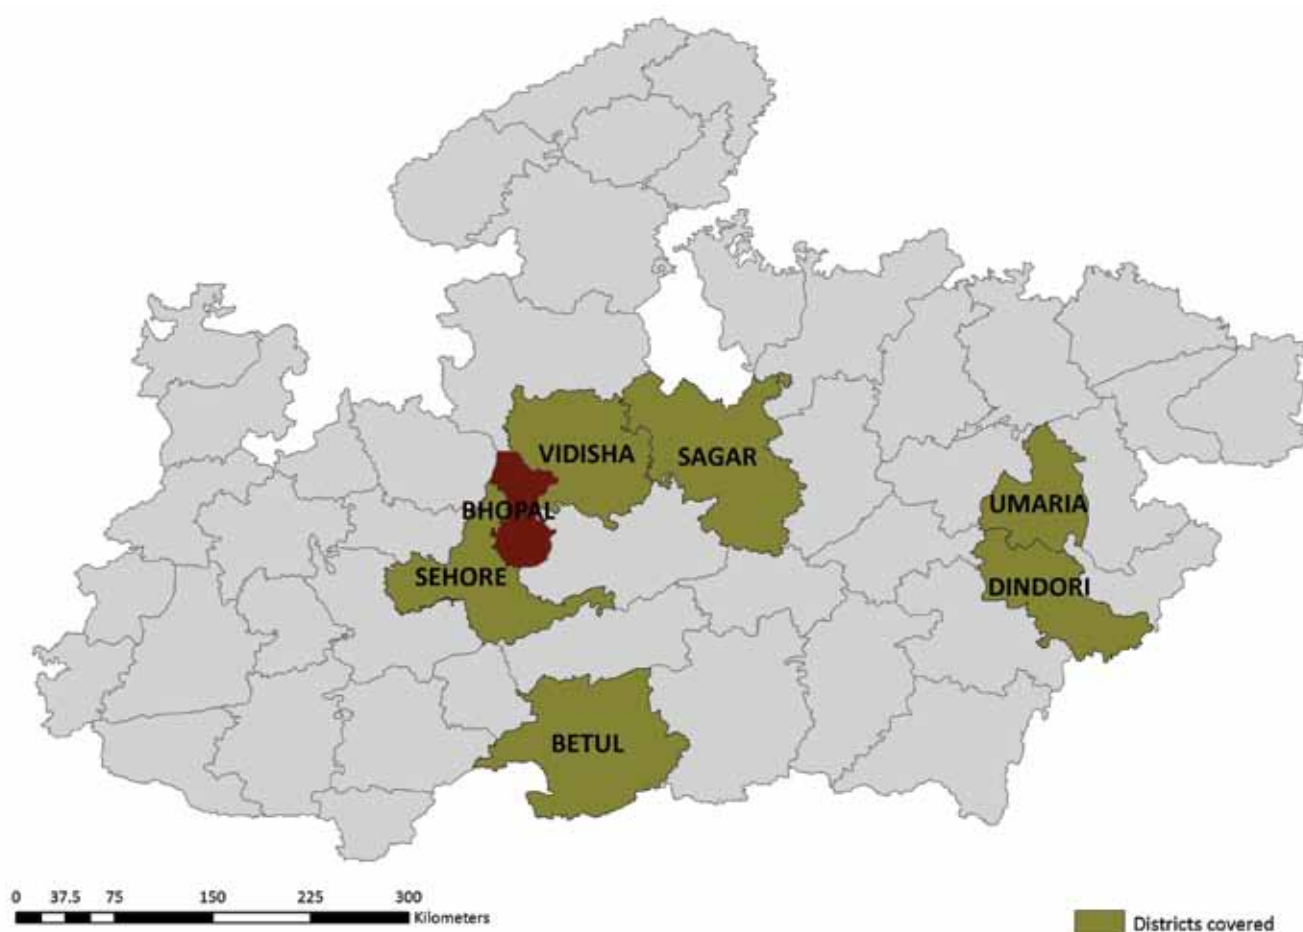 VIDISHA
SAGAR
UMARIA
BHOPAL
SEHORE
DINDORI
BETUL
0 37.5 75 150 225 300
Kilometers
Districts covered